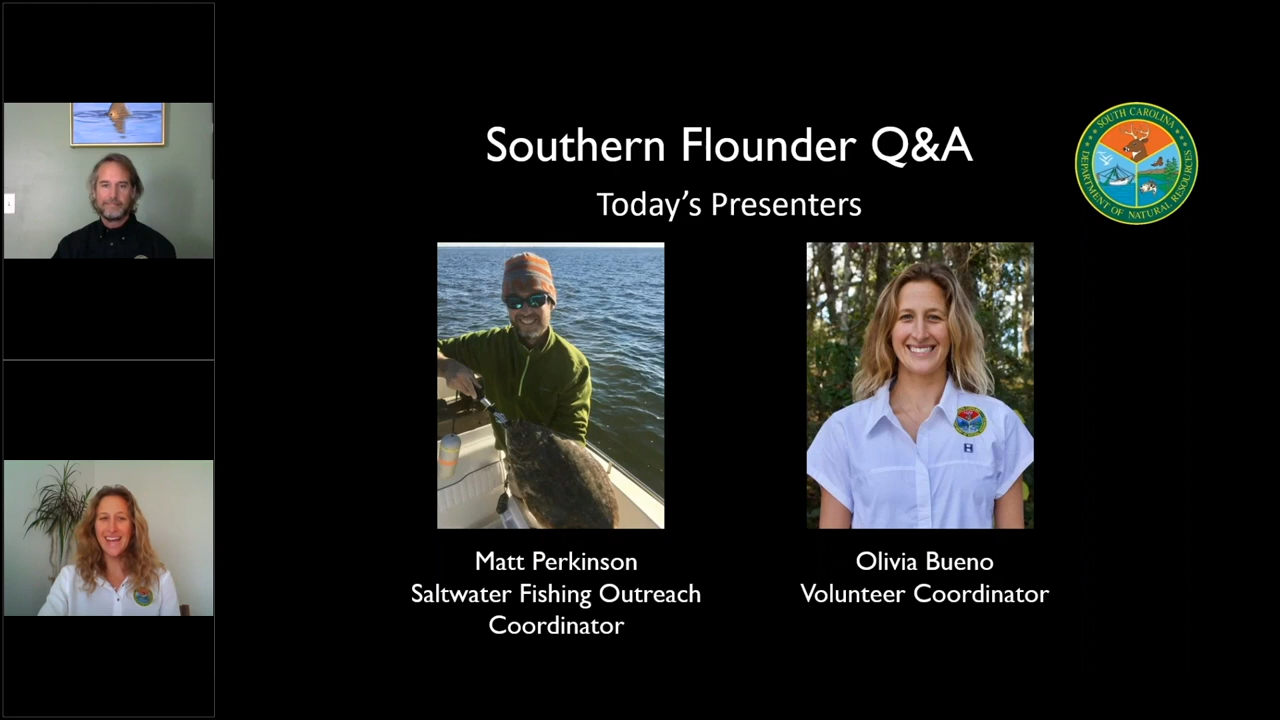 Southern Flounder Q&A
Today's Presenters
SOUTH CAROLINA
DEPARTMENT OF NATURAL RESOURCES
Matt Perkinson
Saltwater Fishing Outreach
Coordinator
Olivia Bueno
Volunteer Coordinator